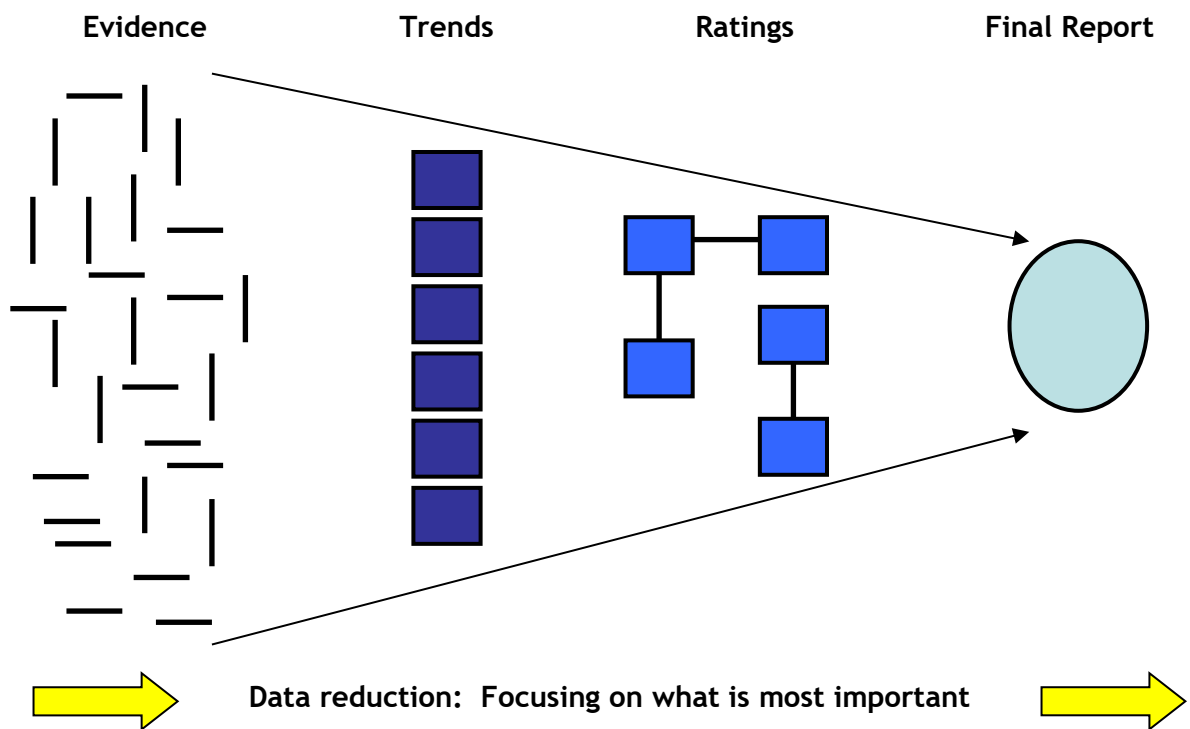 Evidence Trends Ratings Final Report
Data reduction:  Focusing on what is most important